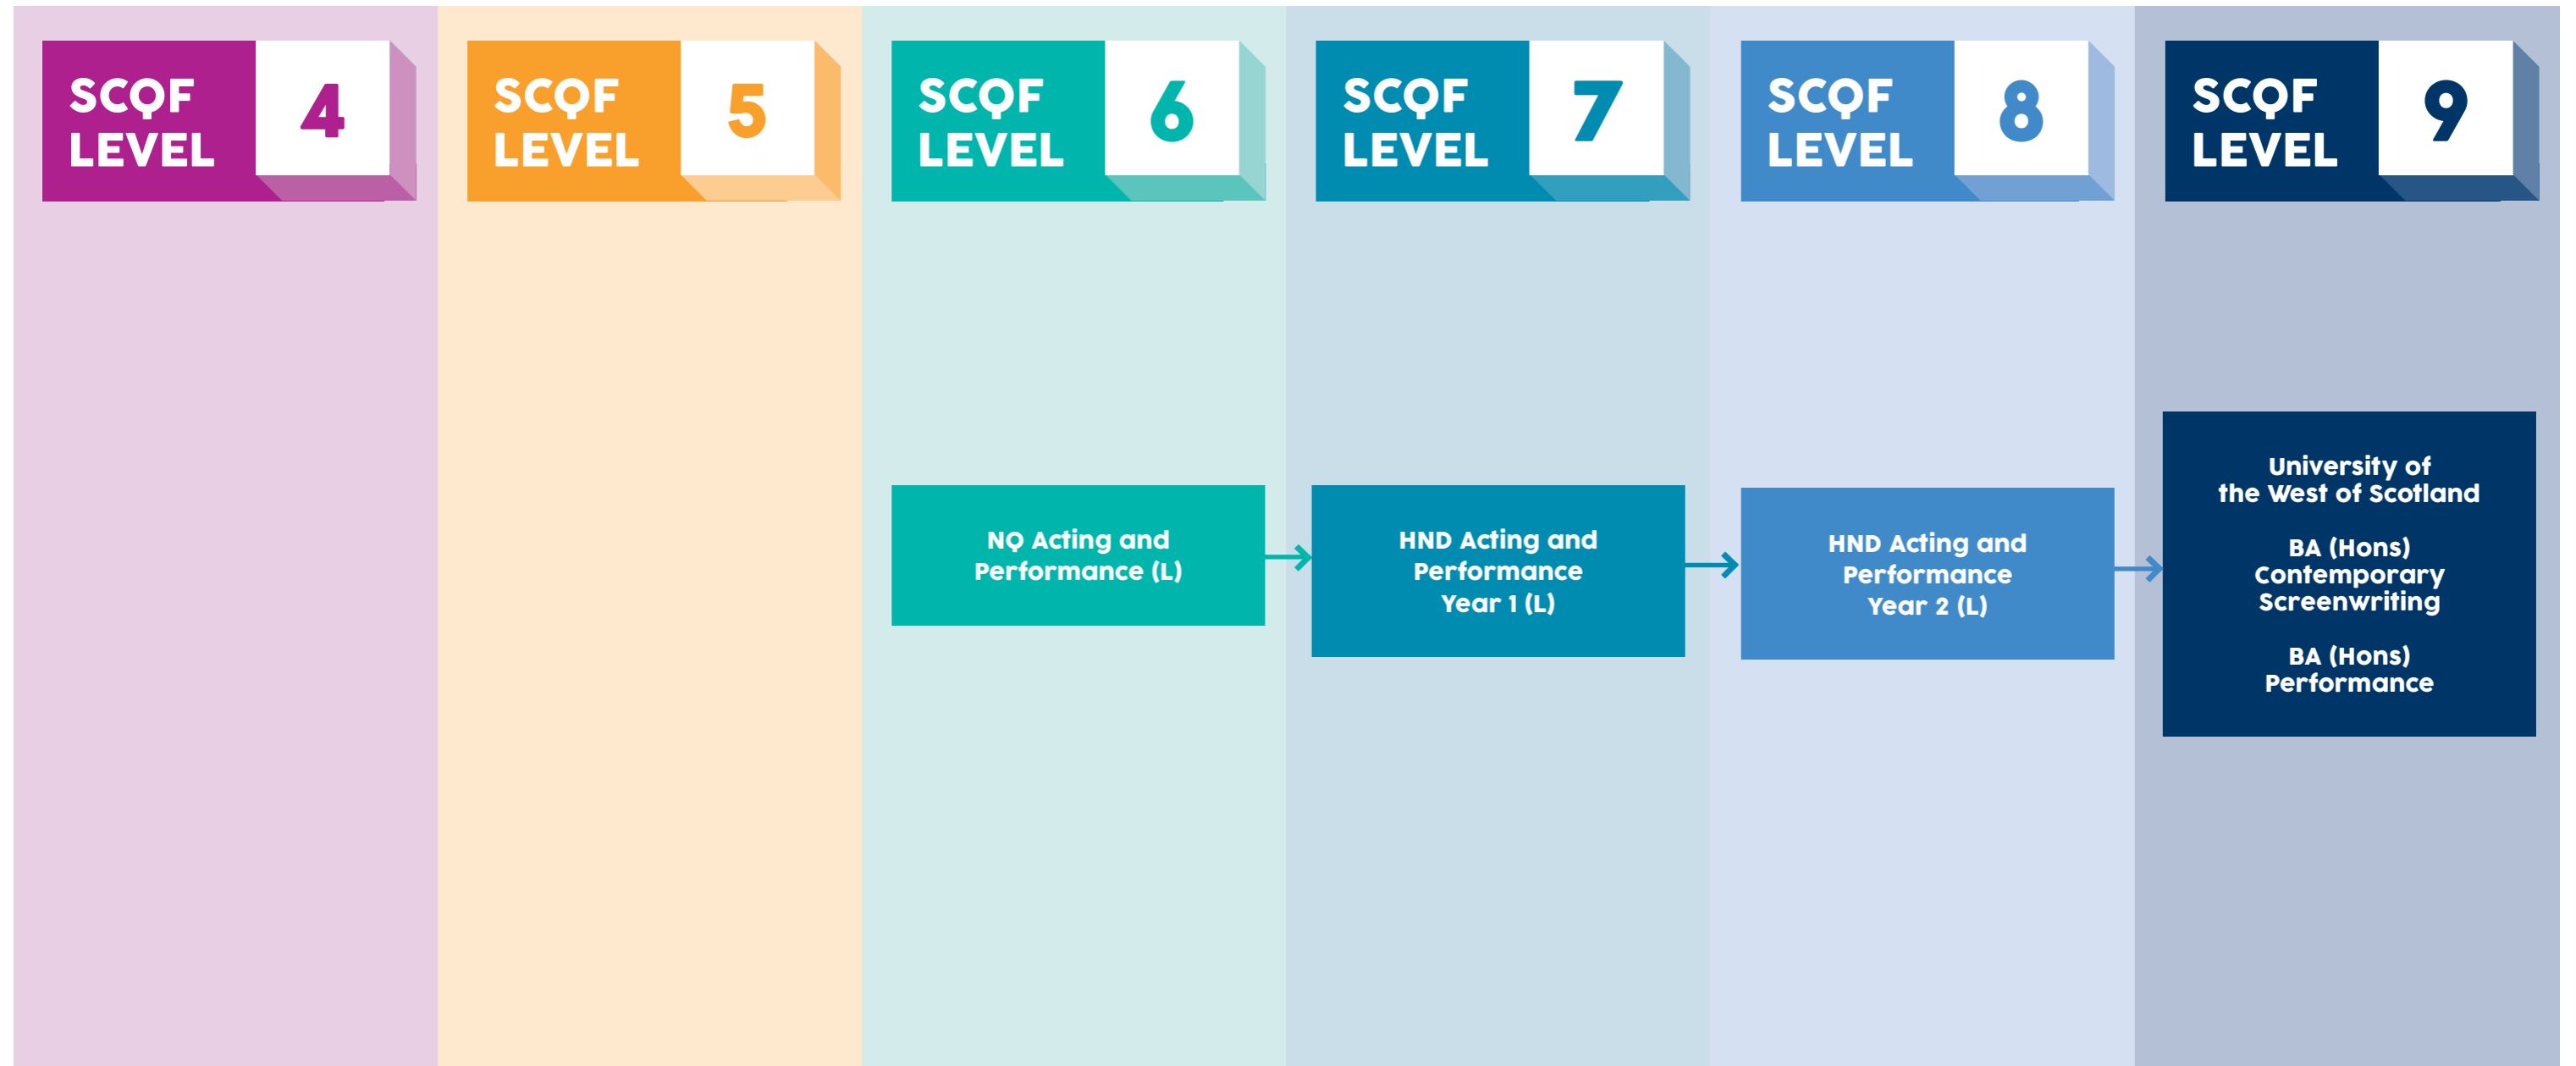 SCQF
LEVEL
4
SCQF
LEVEL
5
SCQF
LEVEL
6
SCQF
LEVEL
7
SCQF
LEVEL
8
SCQF
LEVEL
9
NQ Acting and
Performance (L)
HND Acting and
Performance
Year 1 (L)
HND Acting and
Performance
Year 2 (L)
University of
the West of Scotland
BA (Hons)
Contemporary
Screenwriting
BA (Hons)
Performance